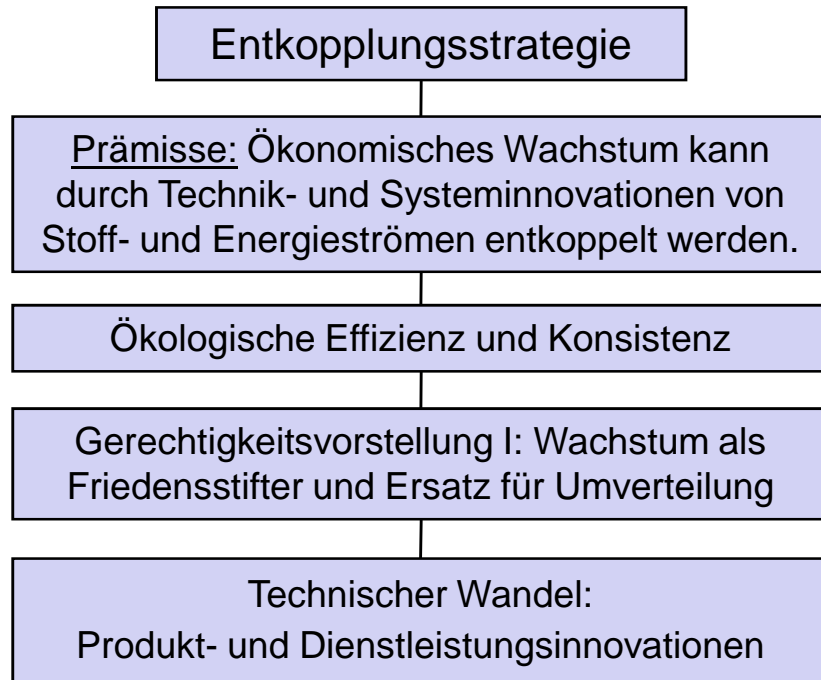 Entkopplungsstrategie
Prämisse: Ökonomisches Wachstum kann
durch Technik- und Systeminnovationen von
Stoff- und Energieströmen entkoppelt werden.
Ökologische Effizienz und Konsistenz
Gerechtigkeitsvorstellung I: Wachstum als
Friedensstifter und Ersatz für Umverteilung
Technischer Wandel:
Produkt- und Dienstleistungsinnovationen